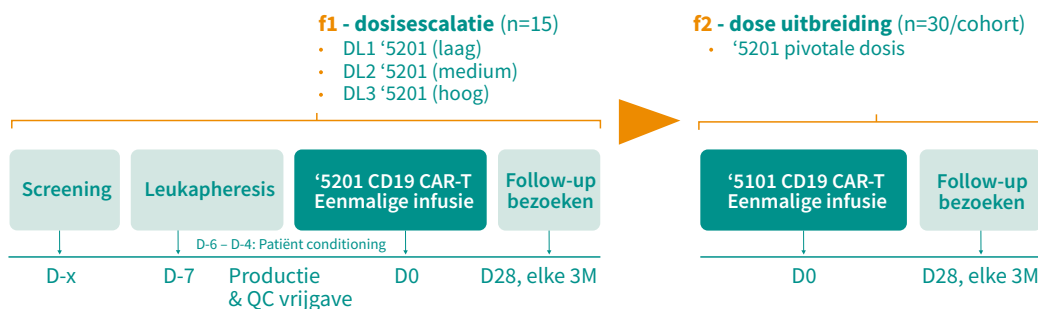 f1 - dosisescalatie (n=15)
• DL1 ‘5201 (laag)
• DL2 ‘5201 (medium)
• DL3 ‘5201 (hoog)
f2 - dose uitbreiding (n=30/cohort)
• ‘5201 pivotale dosis
Screening
Leukapheresis
‘5201 CD19 CAR-T
Eenmalige infusie
Follow-up
bezoeken
‘5101 CD19 CAR-T
Eenmalige infusie
Follow-up
bezoeken
D-6 – D-4: Patiënt conditioning
D-x
D-7
Productie
& QC vrijgave
D0
D28, elke 3M
D0
D28, elke 3M